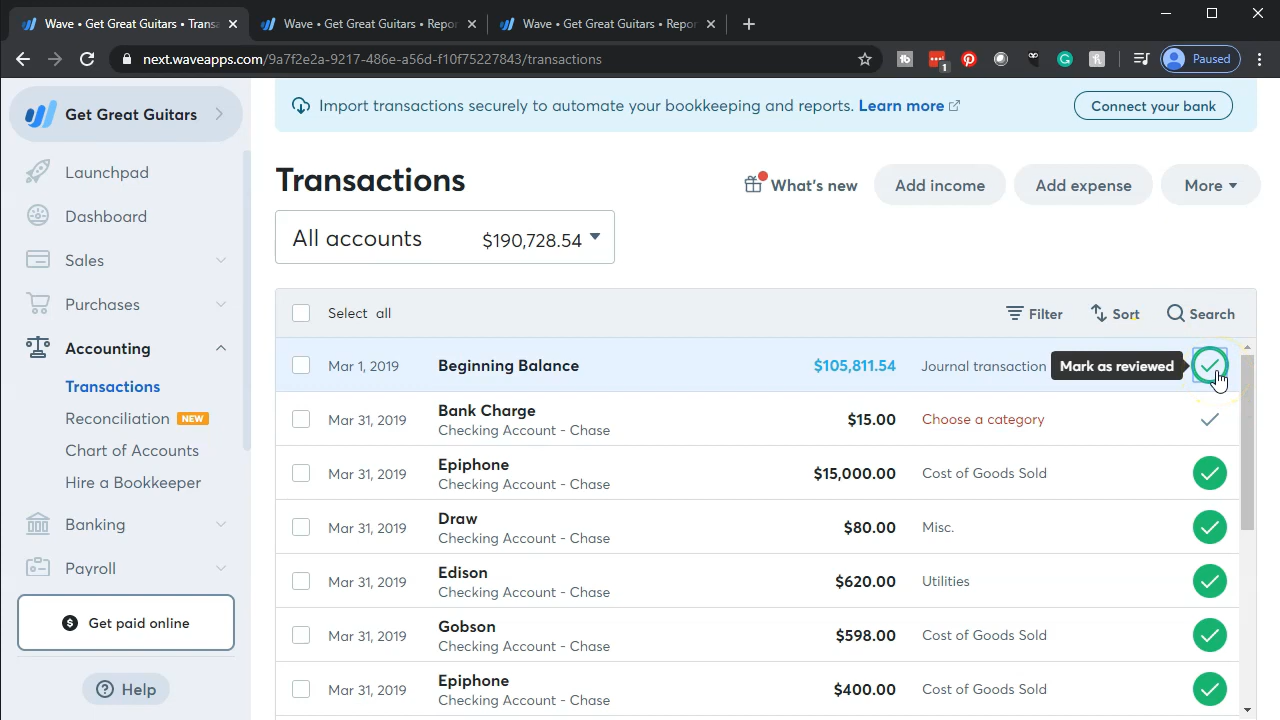 Wave • Get Great Guitars • Transa
Wave • Get Great Guitars • Repor
Wave • Get Great Guitars • Repor
next.waveapps.com/9a7f2e2a-9217-486e-a56d-f10f75227843/transactions
1
Paused
Get Great Guitars
Import transactions securely to automate your bookkeeping and reports. Learn more
Connect your bank
Launchpad
Dashboard
Sales
Purchases
Accounting
Transactions
Reconciliation NEW
Chart of Accounts
Hire a Bookkeeper
Banking
Payroll
Get paid online
Help
Transactions
What's new
Add income
Add expense
More
All accounts $190,728.54
Select all
Filter
Sort
Search
Mar 1, 2019 Beginning Balance $105,811.54 Journal transaction Mark as reviewed
Mar 31, 2019 Bank Charge $15.00 Choose a category
Checking Account - Chase
Mar 31, 2019 Epiphone $15,000.00 Cost of Goods Sold
Checking Account - Chase
Mar 31, 2019 Draw $80.00 Misc.
Checking Account - Chase
Mar 31, 2019 Edison $620.00 Utilities
Checking Account - Chase
Mar 31, 2019 Gobson $598.00 Cost of Goods Sold
Checking Account - Chase
Mar 31, 2019 Epiphone $400.00 Cost of Goods Sold
Checking Account - Chase